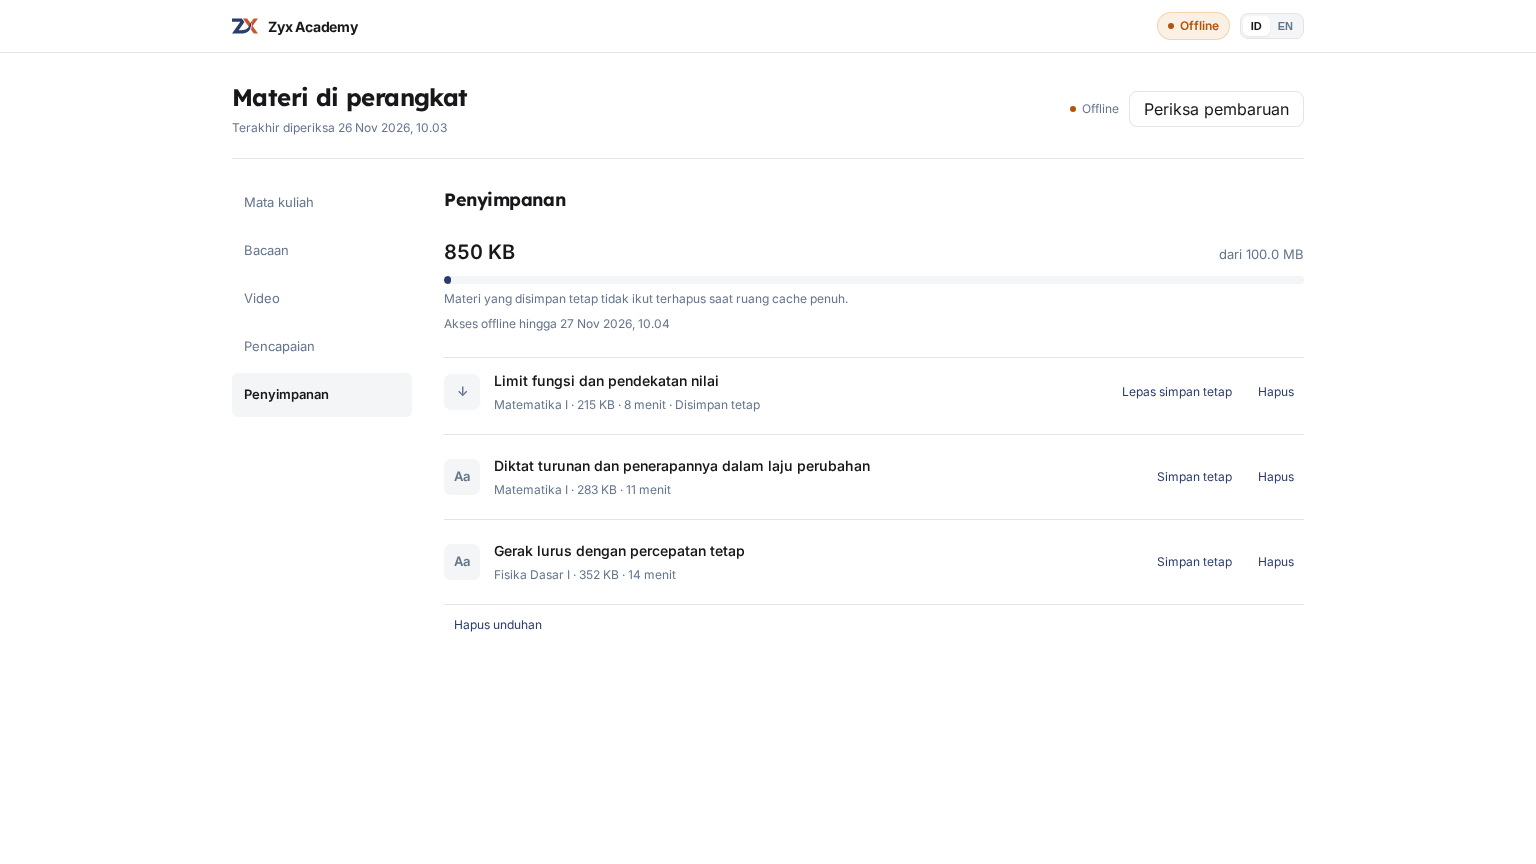 ZX Zyx Academy
Offline
ID EN
Materi di perangkat
Terakhir diperiksa 26 Nov 2026, 10.03
Offline
Periksa pembaruan
Mata kuliah
Bacaan
Video
Pencapaian
Penyimpanan
Penyimpanan
850 KB
dari 100.0 MB
Materi yang disimpan tetap tidak ikut terhapus saat ruang cache penuh.
Akses offline hingga 27 Nov 2026, 10.04
Limit fungsi dan pendekatan nilai
Matematika I · 215 KB · 8 menit · Disimpan tetap
Lepas simpan tetap
Hapus
Aa
Diktat turunan dan penerapannya dalam laju perubahan
Matematika I · 283 KB · 11 menit
Simpan tetap
Hapus
Aa
Gerak lurus dengan percepatan tetap
Fisika Dasar I · 352 KB · 14 menit
Simpan tetap
Hapus
Hapus unduhan